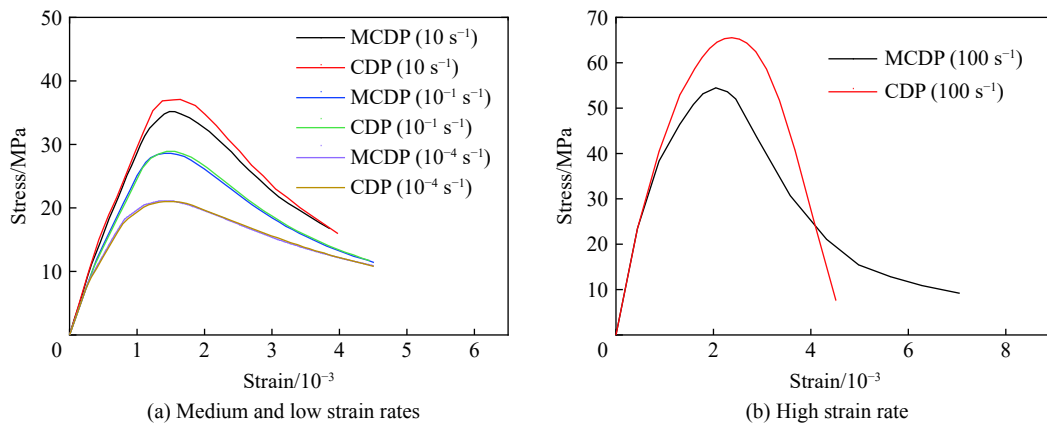 50
40
30
20
10
0
1
2
3
4
5
6
Stress/MPa
Strain/10⁻³
MCDP (10 s⁻¹)
CDP (10 s⁻¹)
MCDP (10⁻¹ s⁻¹)
CDP (10⁻¹ s⁻¹)
MCDP (10⁻⁴ s⁻¹)
CDP (10⁻⁴ s⁻¹)
(a) Medium and low strain rates
70
60
50
40
30
20
10
0
2
4
6
8
Stress/MPa
Strain/10⁻³
MCDP (100 s⁻¹)
CDP (100 s⁻¹)
(b) High strain rate